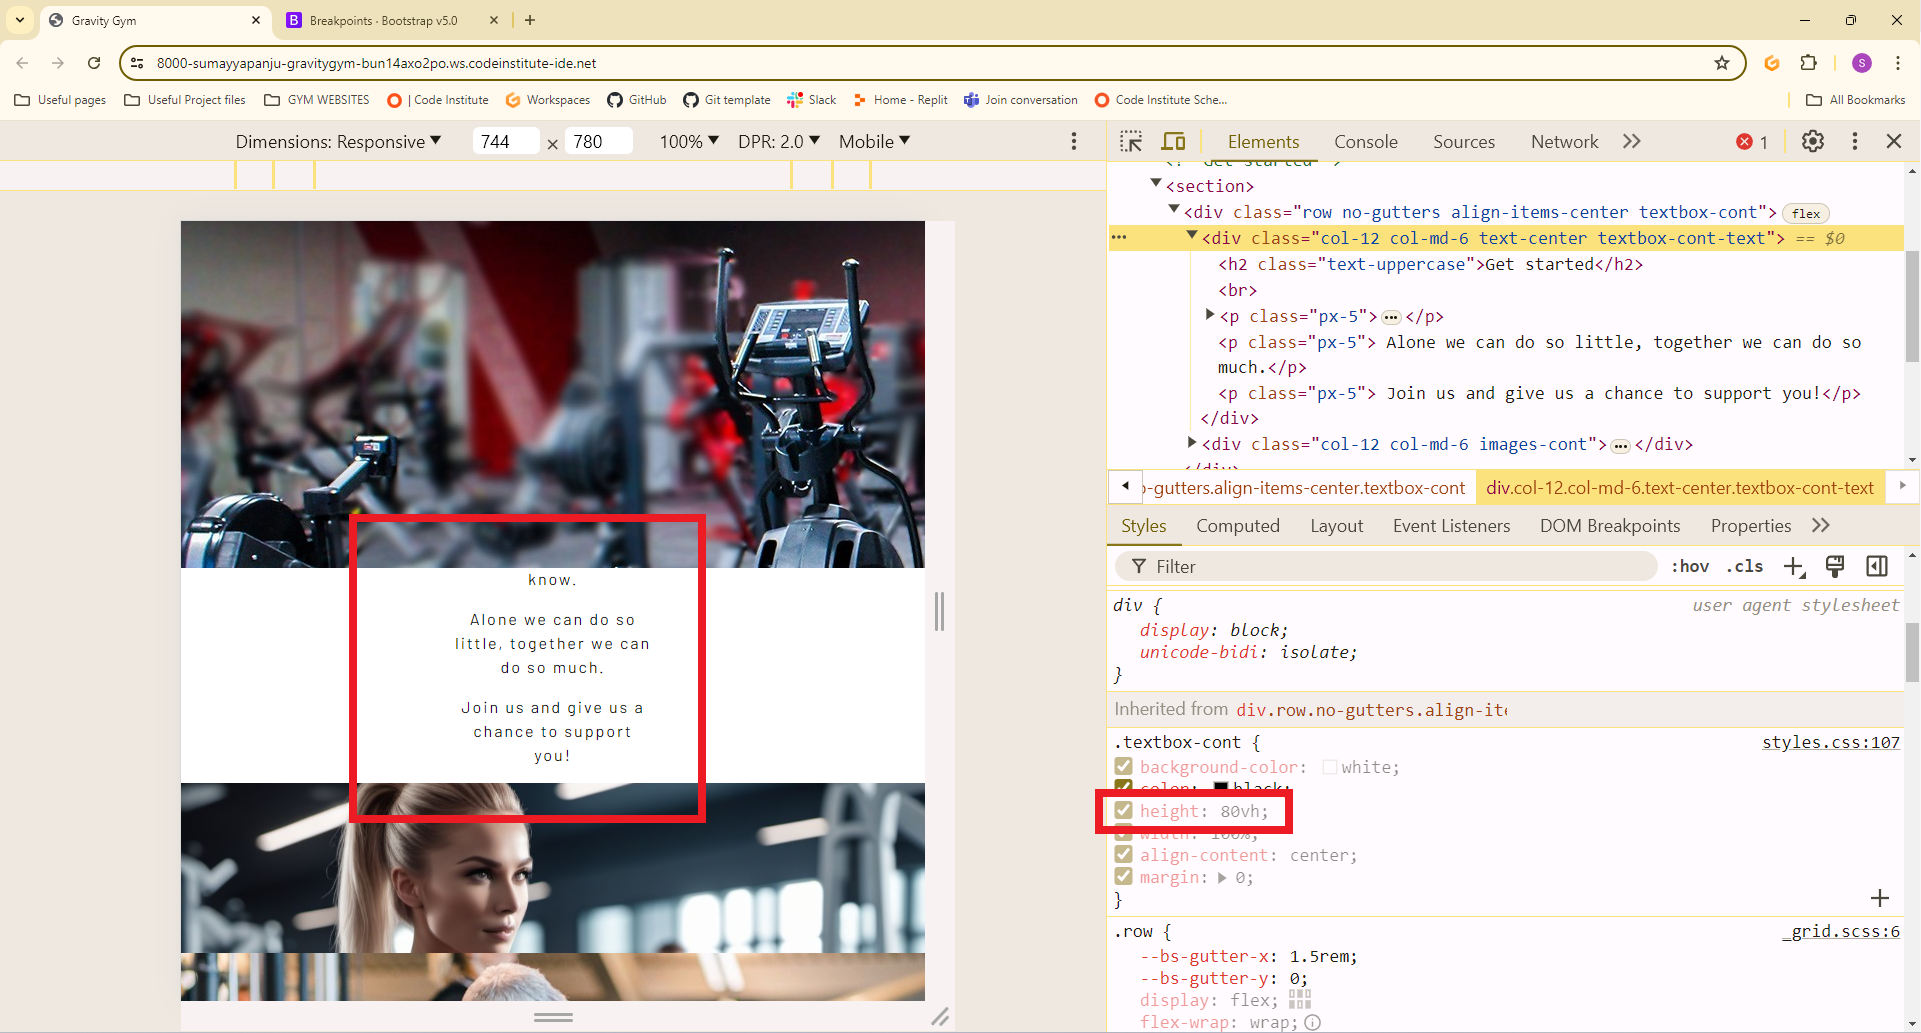 Gravity Gym
Breakpoints · Bootstrap v5.0
8000-sumayyapanju-gravitygym-bun14axo2po.ws.codeinstitute-ide.net
S
Useful pages
Useful Project files
GYM WEBSITES
| Code Institute
Workspaces
GitHub
Git template
Slack
Home - Replit
Join conversation
Code Institute Sche...
All Bookmarks
Dimensions: Responsive
744 × 780
100%
DPR: 2.0
Mobile
know.
Alone we can do so
little, together we can
do so much.
Join us and give us a
chance to support
you!
Elements
Console
Sources
Network
1
<section>
<div class="row no-gutters align-items-center textbox-cont"> flex
<div class="col-12 col-md-6 text-center textbox-cont-text"> == $0
<h2 class="text-uppercase">Get started</h2>
<br>
<p class="px-5"> ••• </p>
<p class="px-5"> Alone we can do so little, together we can do so
much.</p>
<p class="px-5"> Join us and give us a chance to support you!</p>
</div>
<div class="col-12 col-md-6 images-cont"> ••• </div>
</div>
o-gutters.align-items-center.textbox-cont
div.col-12.col-md-6.text-center.textbox-cont-text
Styles
Computed
Layout
Event Listeners
DOM Breakpoints
Properties
Filter
:hov
.cls
div {
user agent stylesheet
display: block;
unicode-bidi: isolate;
}
Inherited from div.row.no-gutters.align-ite
.textbox-cont {
styles.css:107
background-color: white;
color: black;
height: 80vh;
width: 100%;
align-content: center;
margin: 0;
}
.row {
_grid.scss:6
--bs-gutter-x: 1.5rem;
--bs-gutter-y: 0;
display: flex;
flex-wrap: wrap;